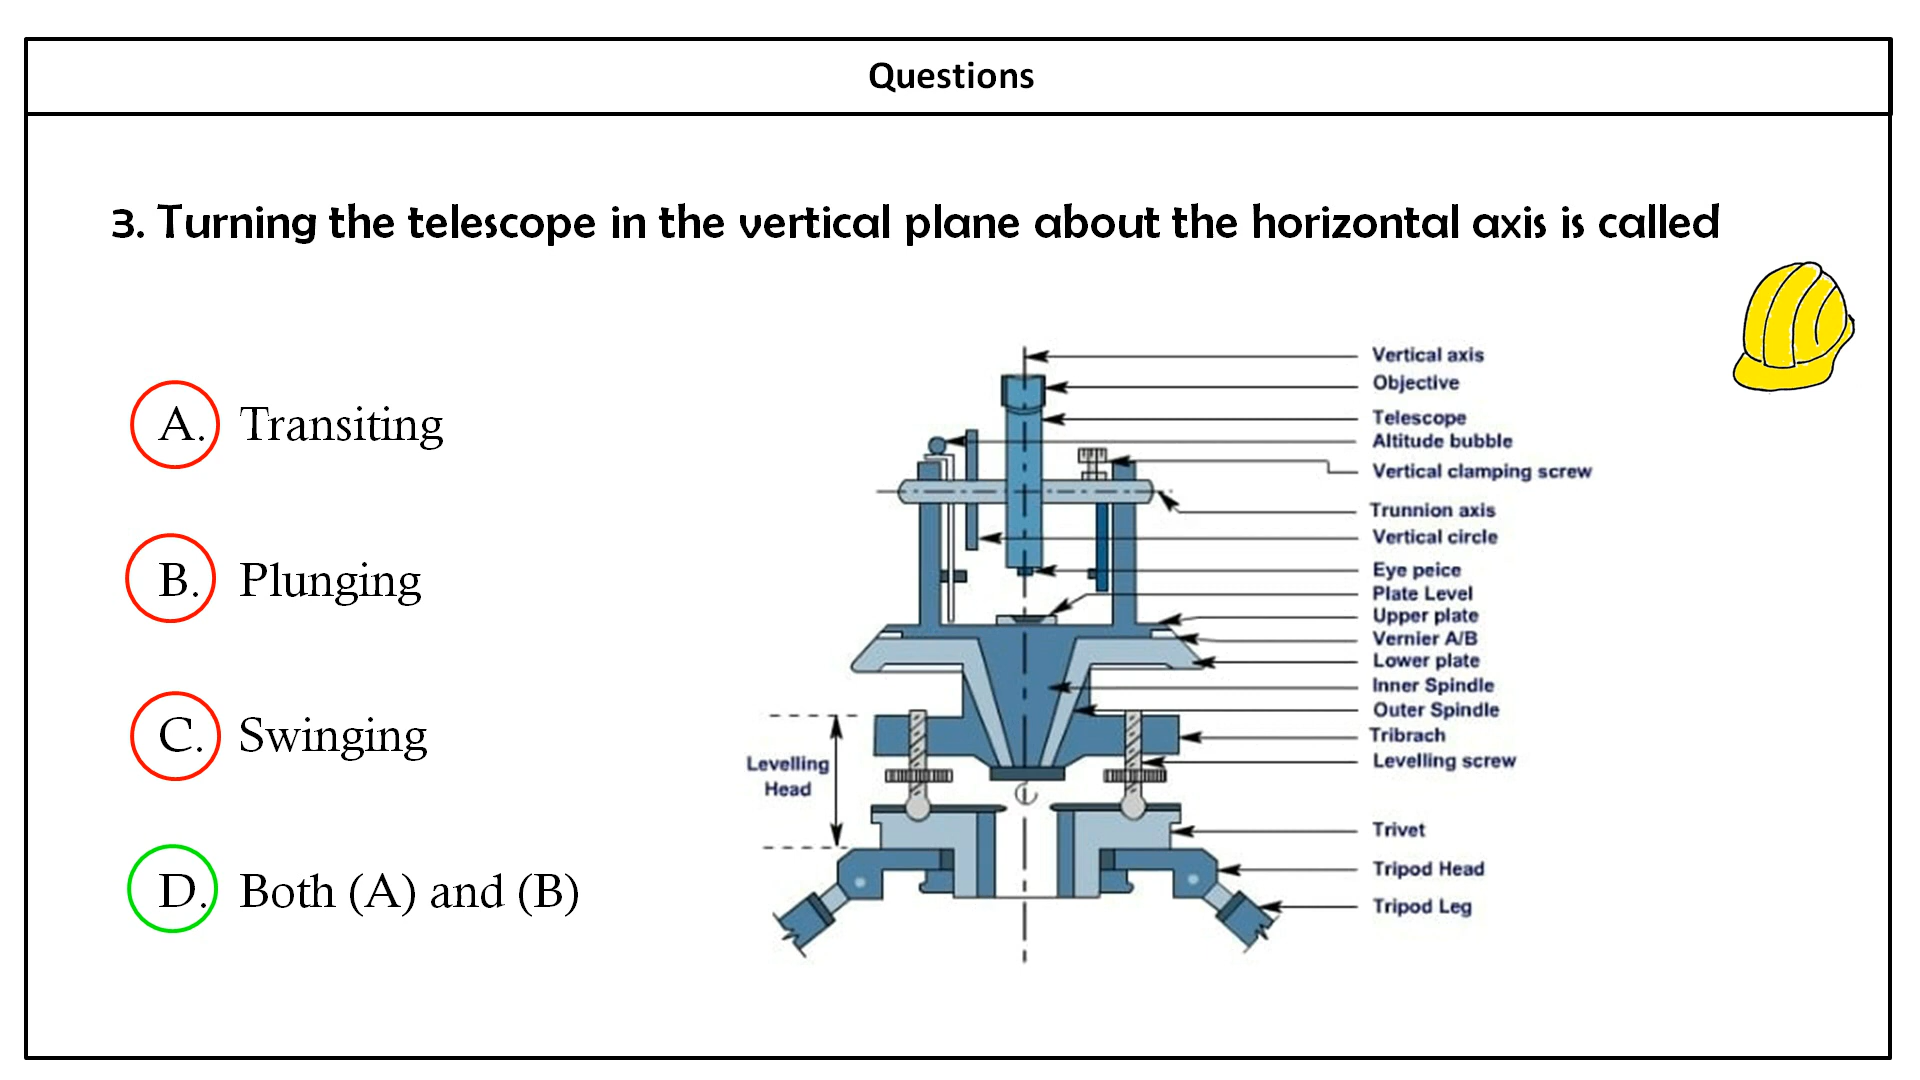 Questions
3. Turning the telescope in the vertical plane about the horizontal axis is called
A. Transiting
B. Plunging
C. Swinging
D. Both (A) and (B)
Vertical axis
Objective
Telescope
Altitude bubble
Vertical clamping screw
Trunnion axis
Vertical circle
Eye peice
Plate Level
Upper plate
Vernier A/B
Lower plate
Inner Spindle
Outer Spindle
Tribrach
Levelling screw
Levelling
Head
Trivet
Tripod Head
Tripod Leg